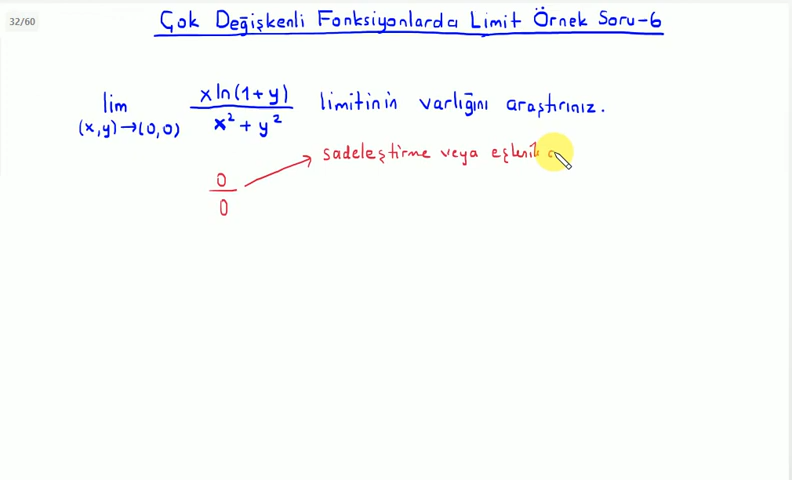 32/60
Çok Değişkenli Fonksiyonlarda Limit Örnek Soru-6
lim x ln(1+y) limitinin varlığını araştırınız.
(x,y)→(0,0) x² + y²
sadeleştirme veya eşlenik
0
0